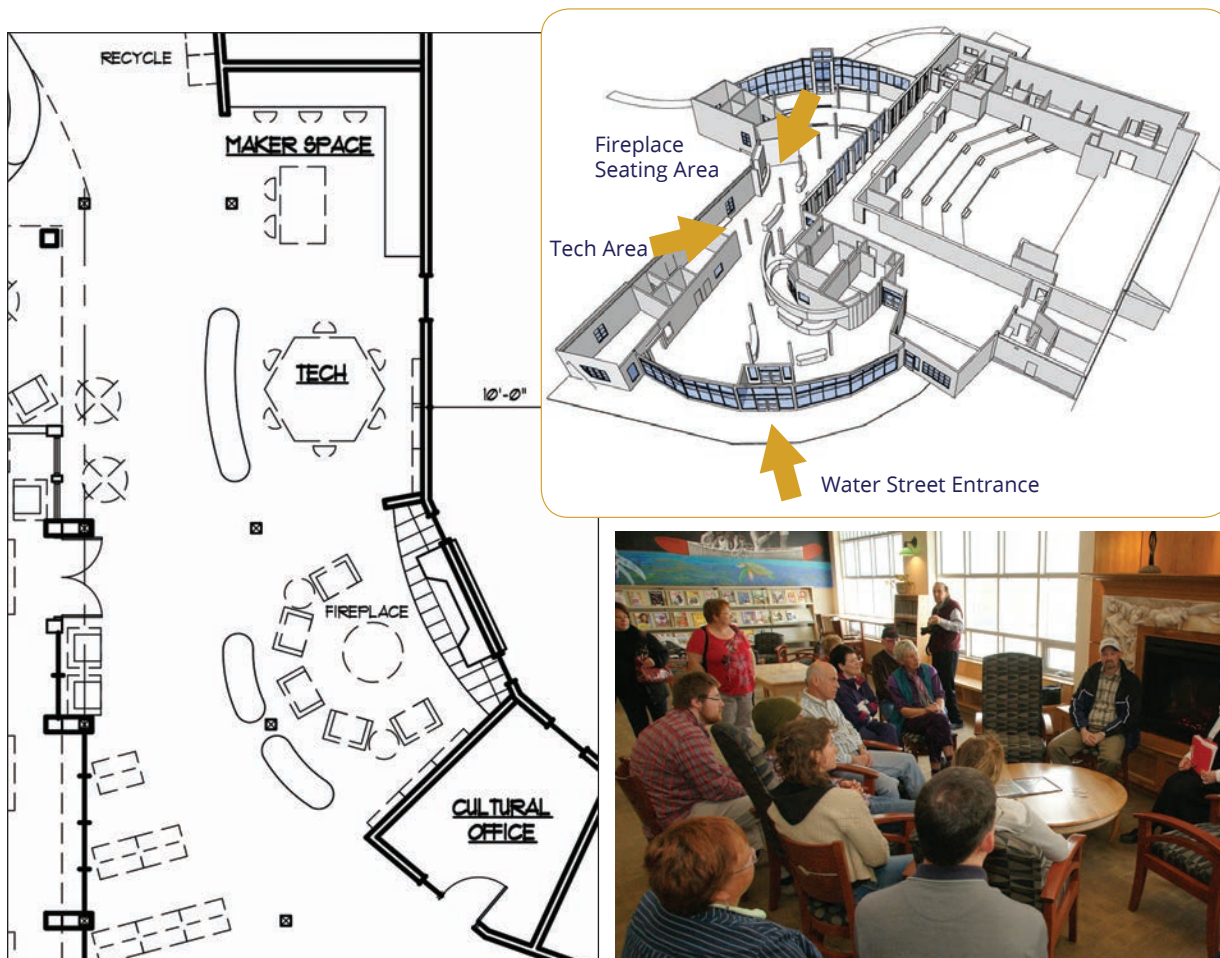 RECYCLE
MAKER SPACE
TECH
10'-0"
FIREPLACE
CULTURAL
OFFICE
Fireplace
Seating Area
Tech Area
Water Street Entrance